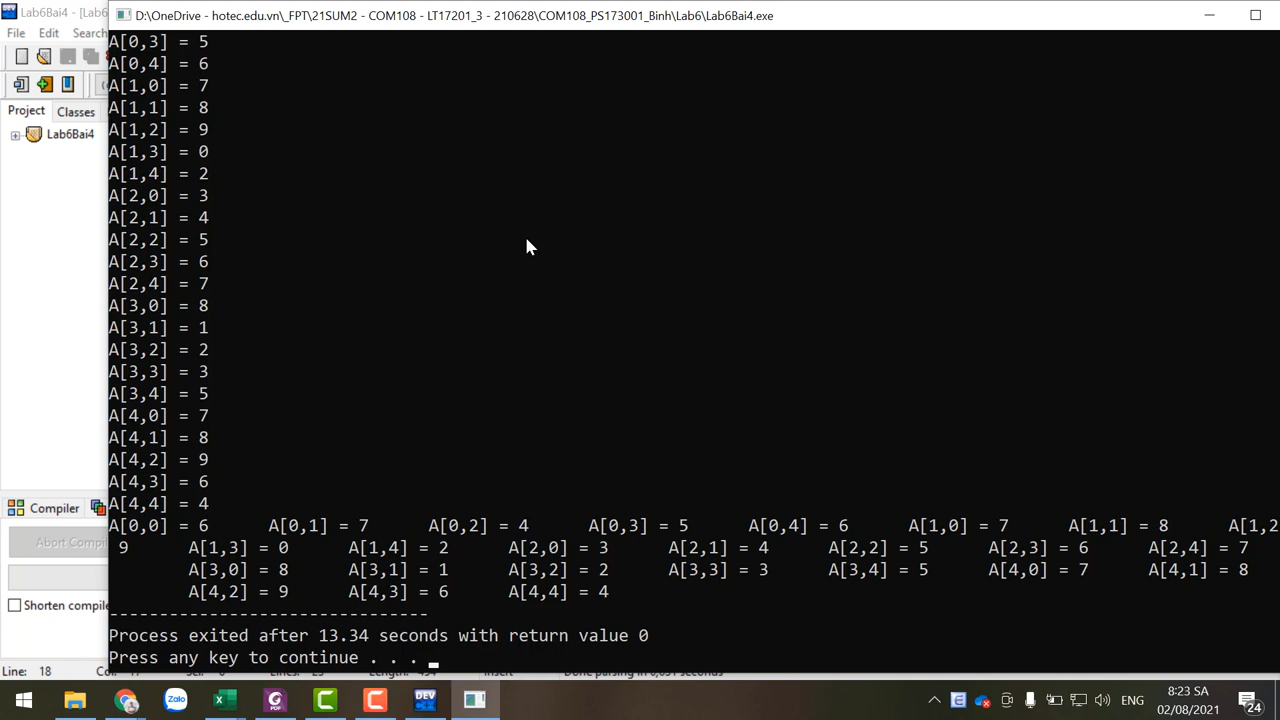 Lab6Bai4 - [Lab6
D:\OneDrive - hotec.edu.vn\_FPT\21SUM2 - COM108 - LT17201_3 - 210628\COM108_PS173001_Binh\Lab6\Lab6Bai4.exe
File Edit Search
Project Classes
Lab6Bai4
A[0,3] = 5
A[0,4] = 6
A[1,0] = 7
A[1,1] = 8
A[1,2] = 9
A[1,3] = 0
A[1,4] = 2
A[2,0] = 3
A[2,1] = 4
A[2,2] = 5
A[2,3] = 6
A[2,4] = 7
A[3,0] = 8
A[3,1] = 1
A[3,2] = 2
A[3,3] = 3
A[3,4] = 5
A[4,0] = 7
A[4,1] = 8
A[4,2] = 9
A[4,3] = 6
A[4,4] = 4
A[0,0] = 6 A[0,1] = 7 A[0,2] = 4 A[0,3] = 5 A[0,4] = 6 A[1,0] = 7 A[1,1] = 8 A[1,2
9 A[1,3] = 0 A[1,4] = 2 A[2,0] = 3 A[2,1] = 4 A[2,2] = 5 A[2,3] = 6 A[2,4] = 7
A[3,0] = 8 A[3,1] = 1 A[3,2] = 2 A[3,3] = 3 A[3,4] = 5 A[4,0] = 7 A[4,1] = 8
A[4,2] = 9 A[4,3] = 6 A[4,4] = 4
--------------------------------
Process exited after 13.34 seconds with return value 0
Press any key to continue . . .
Compiler
Abort Compil
Shorten compile
Line: 18
ENG
8:23 SA
02/08/2021
24
Zalo
PDF
DEV